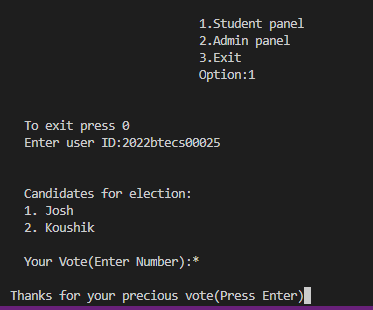 1.Student panel
2.Admin panel
3.Exit
Option:1
To exit press 0
Enter user ID:2022btecs00025
Candidates for election:
1. Josh
2. Koushik
Your Vote(Enter Number):*
Thanks for your precious vote(Press Enter)